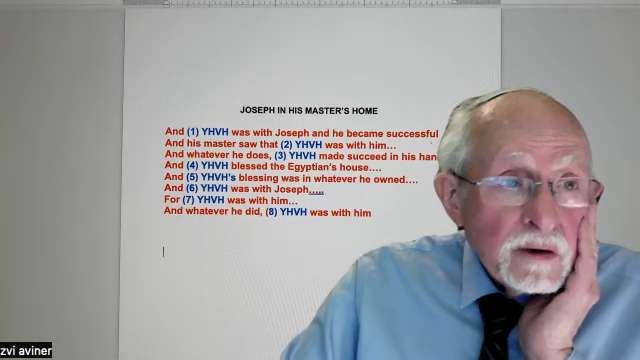 JOSEPH IN HIS MASTER'S HOME
And (1) YHVH was with Joseph and he became successful
And his master saw that (2) YHVH was with him…
And whatever he does, (3) YHVH made succeed in his
And (4) YHVH blessed the Egyptian's house….
And (5) YHVH's blessing was in whatever he owned….
And (6) YHVH was with Joseph…..
For (7) YHVH was with him…
And whatever he did, (8) YHVH was with him
zvi aviner